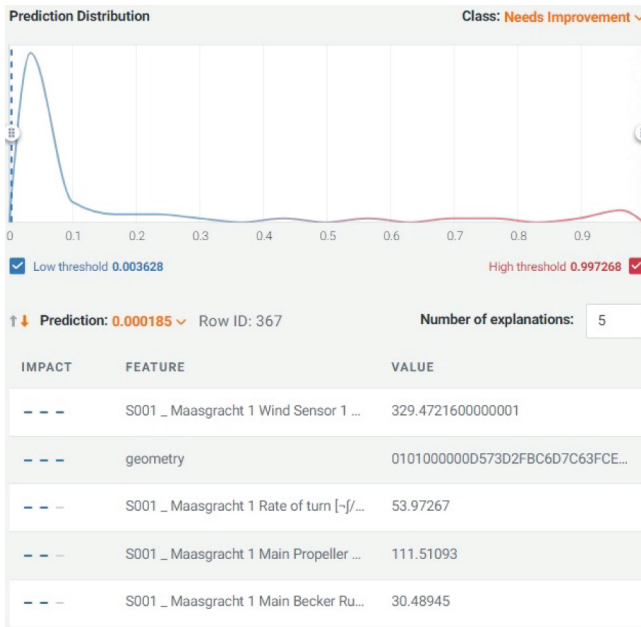 Prediction Distribution Class: Needs Improvement
0 0.1 0.2 0.3 0.4 0.5 0.6 0.7 0.8 0.9
Low threshold 0.003628 High threshold 0.997268
Prediction: 0.000185 Row ID: 367 Number of explanations: 5
IMPACT FEATURE VALUE
--- S001 _ Maasgracht 1 Wind Sensor 1 ... 329.4721600000001
--- geometry 0101000000D573D2FBC6D7C63FCE...
--- S001 _ Maasgracht 1 Rate of turn [¬∫/... 53.97267
--- S001 _ Maasgracht 1 Main Propeller ... 111.51093
--- S001 _ Maasgracht 1 Main Becker Ru... 30.48945